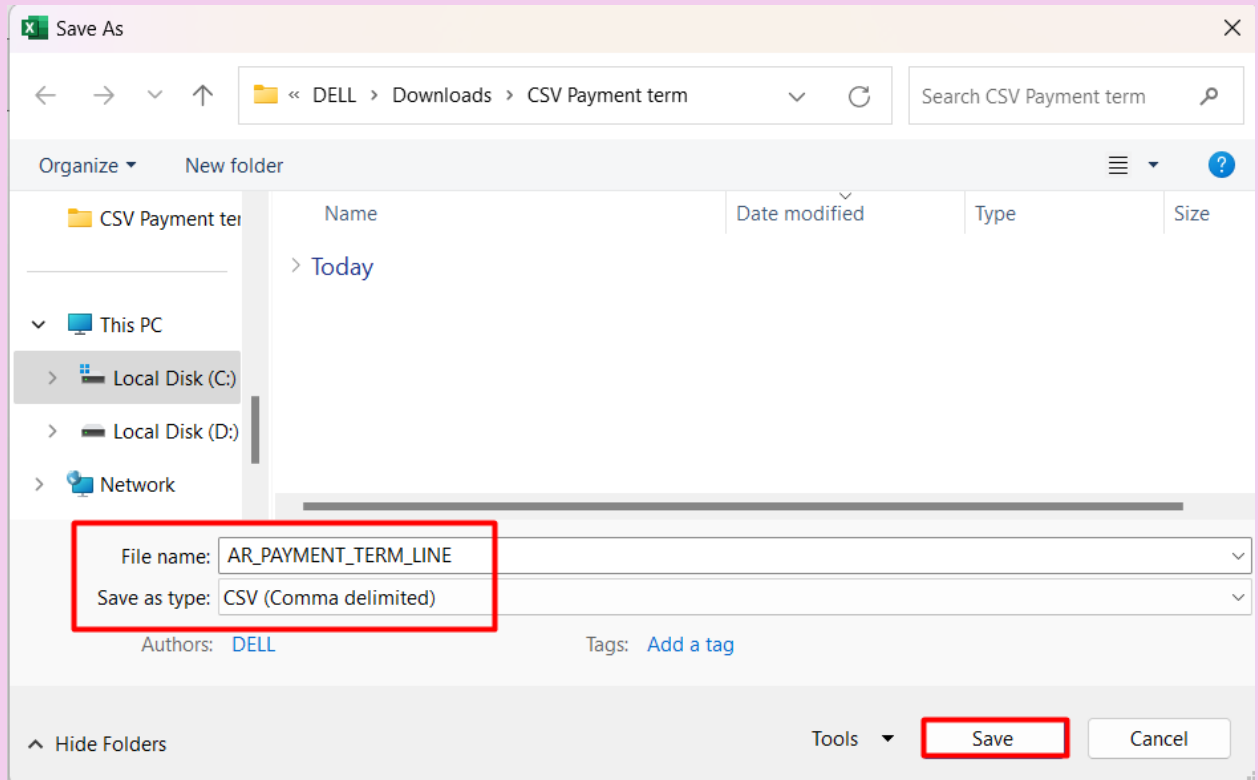 Save As
« DELL > Downloads > CSV Payment term
Search CSV Payment term
Organize
New folder
?
CSV Payment ter
Name
Date modified
Type
Size
Today
This PC
Local Disk (C:)
Local Disk (D:)
Network
File name: AR_PAYMENT_TERM_LINE
Save as type: CSV (Comma delimited)
Authors: DELL
Tags: Add a tag
Hide Folders
Tools
Save
Cancel